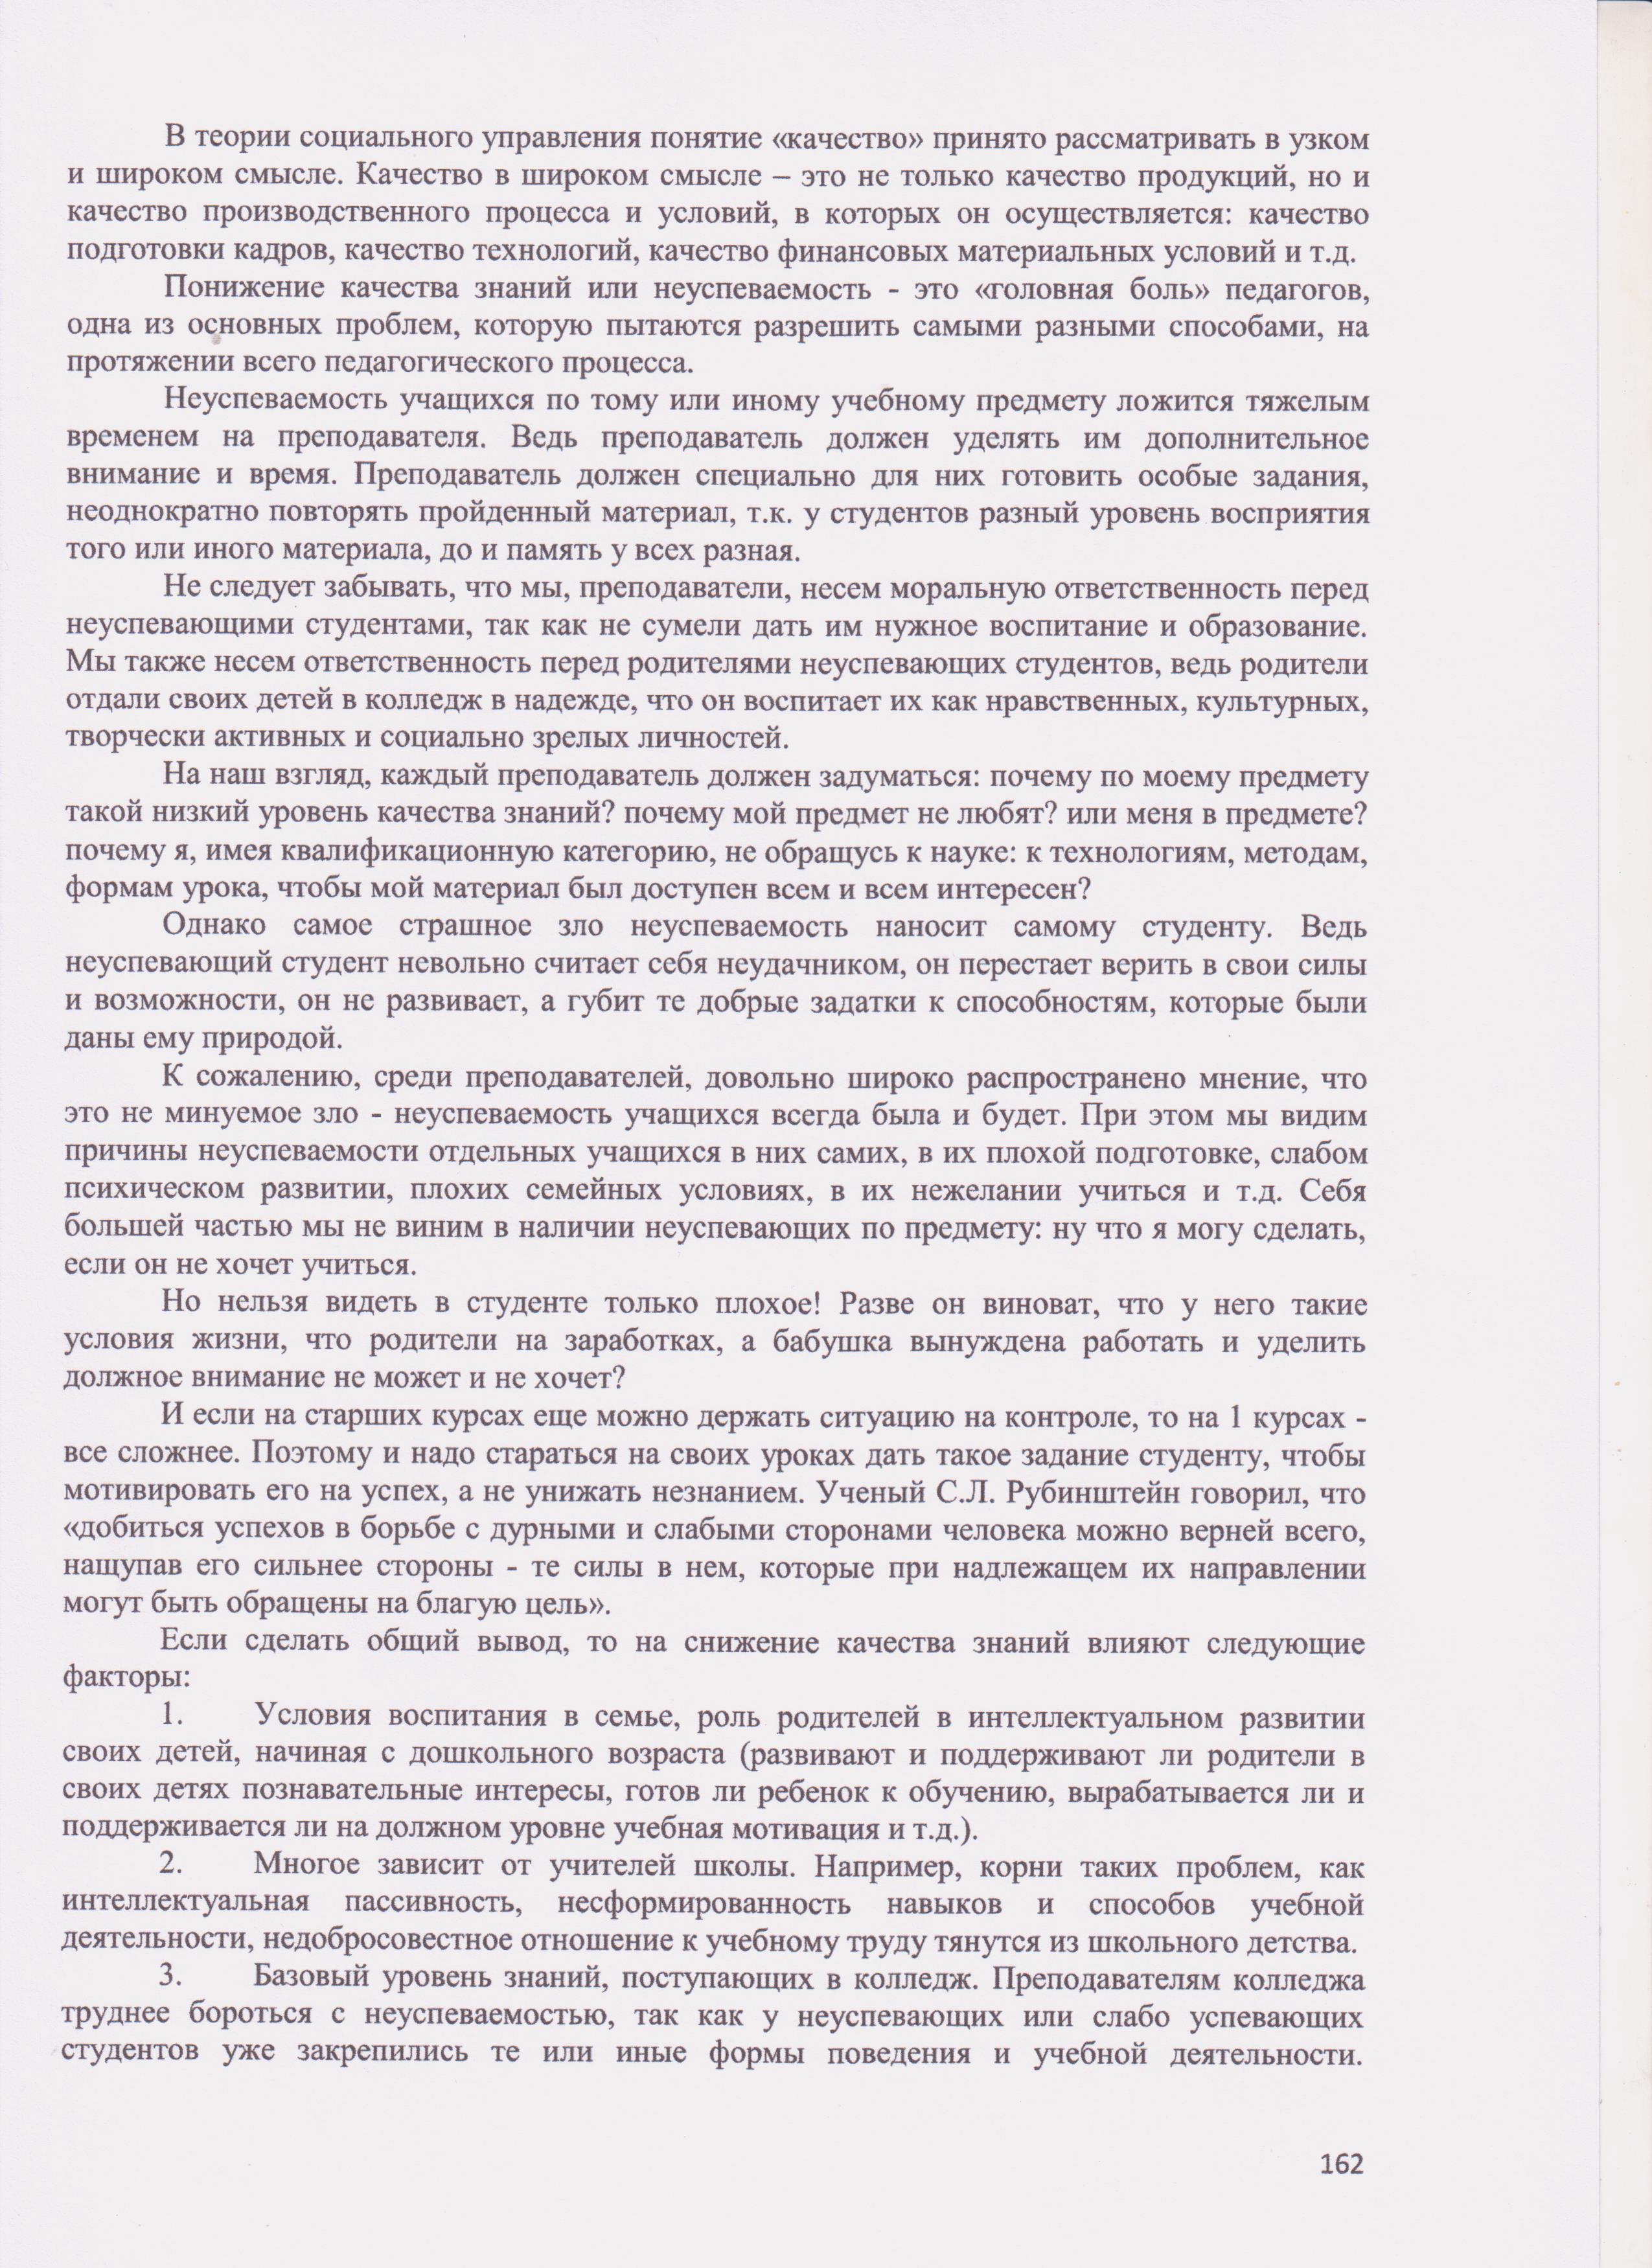 В теории социального управления понятие «качество» принято рассматривать в узком
и широком смысле. Качество в широком смысле – это не только качество продукций, но и
качество производственного процесса и условий, в которых он осуществляется: качество
подготовки кадров, качество технологий, качество финансовых материальных условий и т.д.
Понижение качества знаний или неуспеваемость - это «головная боль» педагогов,
одна из основных проблем, которую пытаются разрешить самыми разными способами, на
протяжении всего педагогического процесса.
Неуспеваемость учащихся по тому или иному учебному предмету ложится тяжелым
временем на преподавателя. Ведь преподаватель должен уделять им дополнительное
внимание и время. Преподаватель должен специально для них готовить особые задания,
неоднократно повторять пройденный материал, т.к. у студентов разный уровень восприятия
того или иного материала, до и память у всех разная.
Не следует забывать, что мы, преподаватели, несем моральную ответственность перед
неуспевающими студентами, так как не сумели дать им нужное воспитание и образование.
Мы также несем ответственность перед родителями неуспевающих студентов, ведь родители
отдали своих детей в колледж в надежде, что он воспитает их как нравственных, культурных,
творчески активных и социально зрелых личностей.
На наш взгляд, каждый преподаватель должен задуматься: почему по моему предмету
такой низкий уровень качества знаний? почему мой предмет не любят? или меня в предмете?
почему я, имея квалификационную категорию, не обращусь к науке: к технологиям, методам,
формам урока, чтобы мой материал был доступен всем и всем интересен?
Однако самое страшное зло неуспеваемость наносит самому студенту. Ведь
неуспевающий студент невольно считает себя неудачником, он перестает верить в свои силы
и возможности, он не развивает, а губит те добрые задатки к способностям, которые были
даны ему природой.
К сожалению, среди преподавателей, довольно широко распространено мнение, что
это не минуемое зло - неуспеваемость учащихся всегда была и будет. При этом мы видим
причины неуспеваемости отдельных учащихся в них самих, в их плохой подготовке, слабом
психическом развитии, плохих семейных условиях, в их нежелании учиться и т.д. Себя
большей частью мы не виним в наличии неуспевающих по предмету: ну что я могу сделать,
если он не хочет учиться.
Но нельзя видеть в студенте только плохое! Разве он виноват, что у него такие
условия жизни, что родители на заработках, а бабушка вынуждена работать и уделить
должное внимание не может и не хочет?
И если на старших курсах еще можно держать ситуацию на контроле, то на 1 курсах -
все сложнее. Поэтому и надо стараться на своих уроках дать такое задание студенту, чтобы
мотивировать его на успех, а не унижать незнанием. Ученый С.Л. Рубинштейн говорил, что
«добиться успехов в борьбе с дурными и слабыми сторонами человека можно верней всего,
нащупав его сильнее стороны - те силы в нем, которые при надлежащем их направлении
могут быть обращены на благую цель».
Если сделать общий вывод, то на снижение качества знаний влияют следующие
факторы:
1. Условия воспитания в семье, роль родителей в интеллектуальном развитии
своих детей, начиная с дошкольного возраста (развивают и поддерживают ли родители в
своих детях познавательные интересы, готов ли ребенок к обучению, вырабатывается ли и
поддерживается ли на должном уровне учебная мотивация и т.д.).
2. Многое зависит от учителей школы. Например, корни таких проблем, как
интеллектуальная пассивность, несформированность навыков и способов учебной
деятельности, недобросовестное отношение к учебному труду тянутся из школьного детства.
3. Базовый уровень знаний, поступающих в колледж. Преподавателям колледжа
труднее бороться с неуспеваемостью, так как у неуспевающих или слабо успевающих
студентов уже закрепились те или иные формы поведения и учебной деятельности.
162